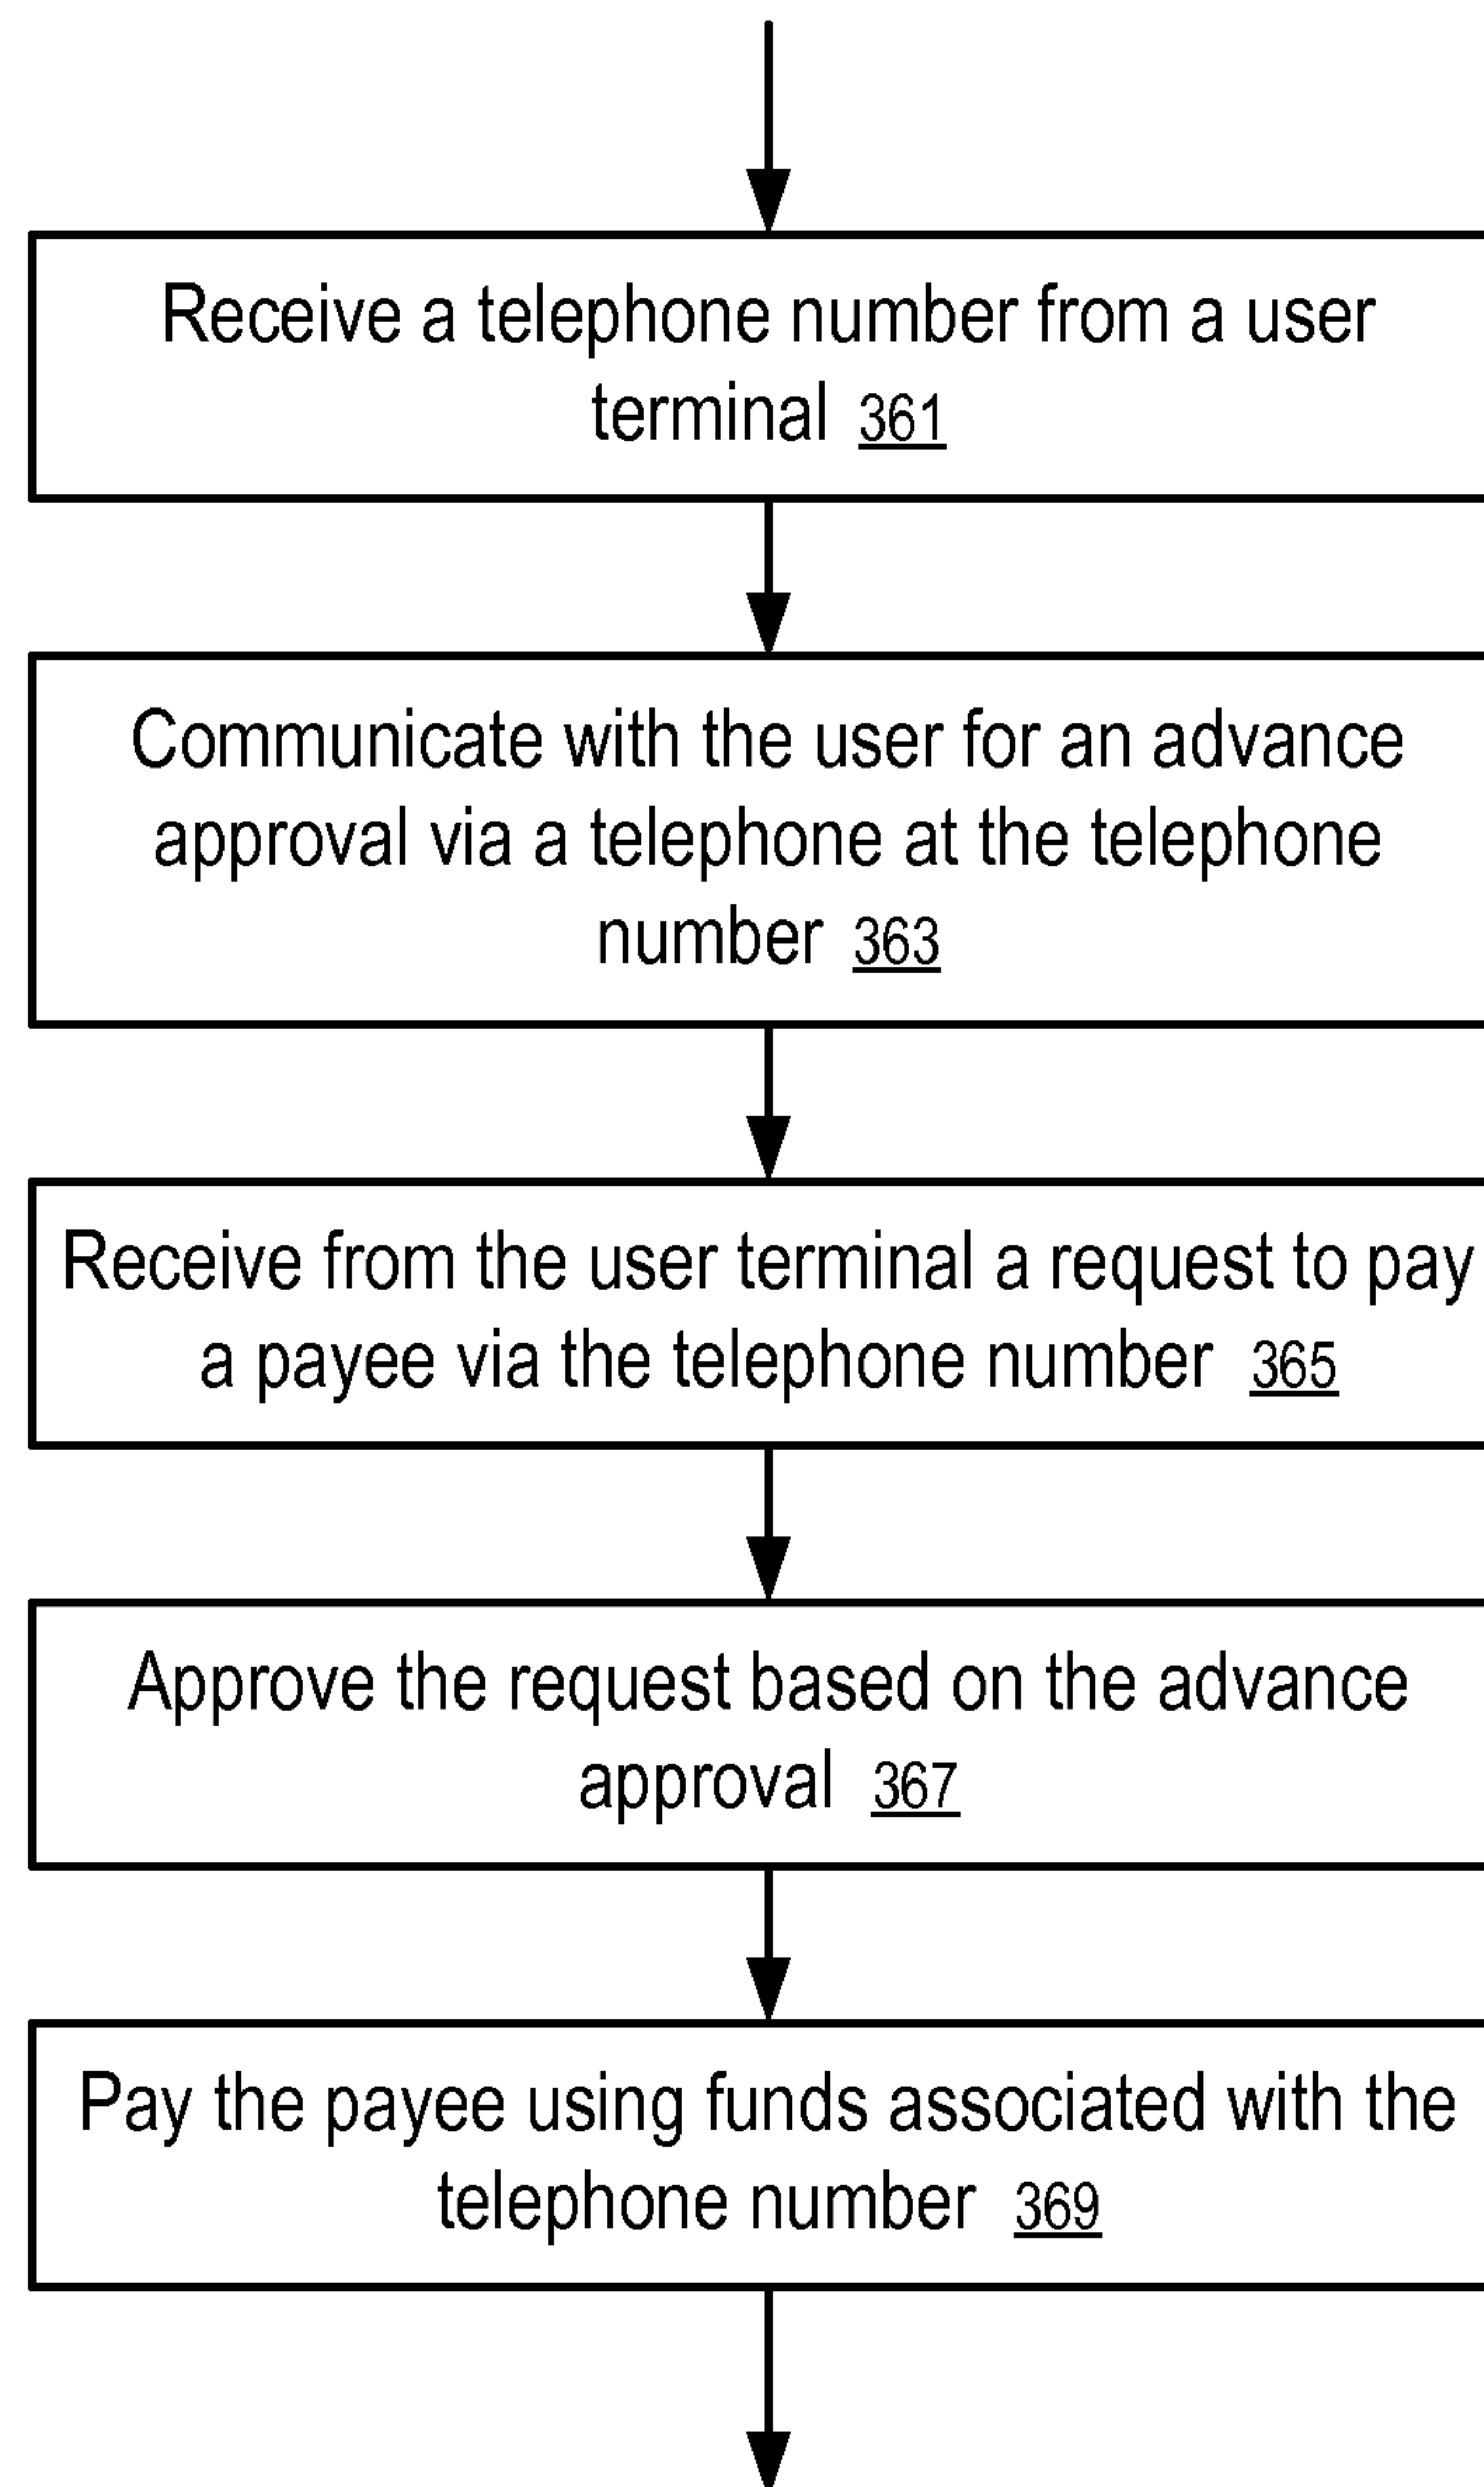 Receive a telephone number from a user
terminal 361
Communicate with the user for an advance
approval via a telephone at the telephone
number 363
Receive from the user terminal a request to pay
a payee via the telephone number 365
Approve the request based on the advance
approval 367
Pay the payee using funds associated with the
telephone number 369